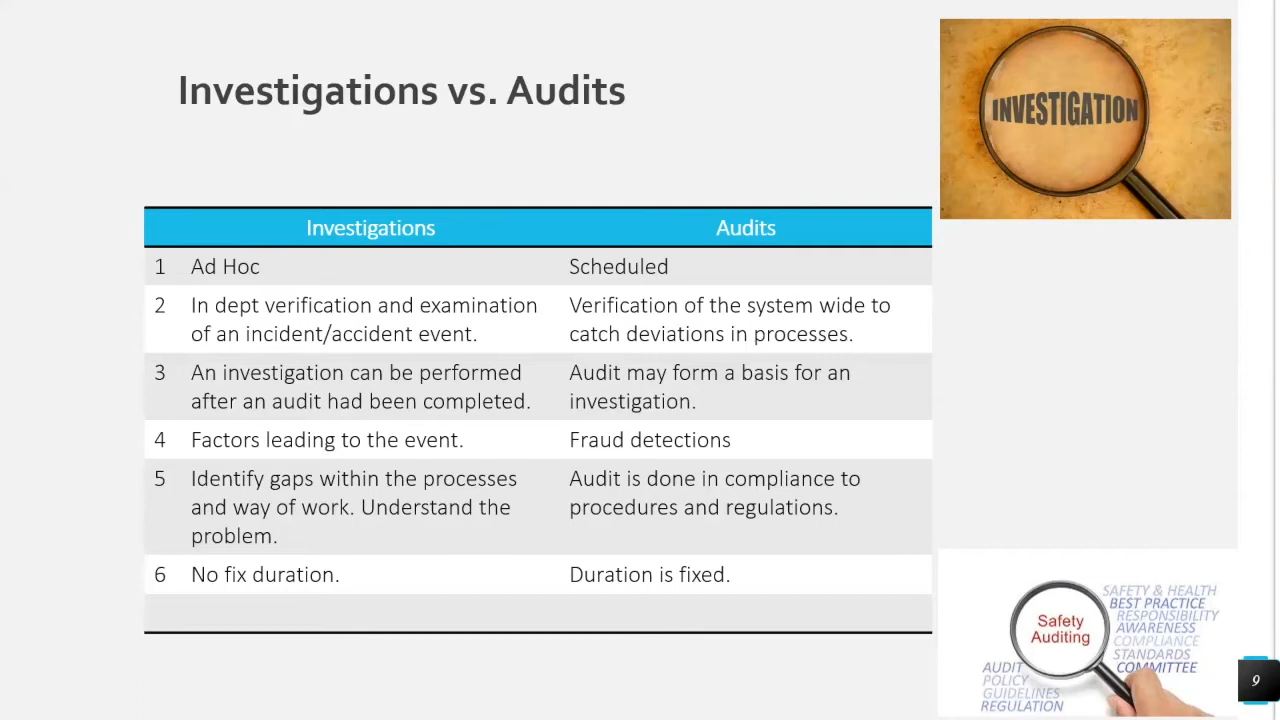 Investigations vs. Audits
INVESTIGATION
Investigations Audits
1 Ad Hoc Scheduled
2 In dept verification and examination Verification of the system wide to
of an incident/accident event. catch deviations in processes.
3 An investigation can be performed Audit may form a basis for an
after an audit had been completed. investigation.
4 Factors leading to the event. Fraud detections
5 Identify gaps within the processes Audit is done in compliance to
and way of work. Understand the procedures and regulations.
problem.
6 No fix duration. Duration is fixed.
Safety
Auditing
SAFETY & HEALTH
BEST PRACTICE
RESPONSIBILITY
AWARENESS
COMPLIANCE
STANDARDS
COMMITTEE
AUDIT
POLICY
GUIDELINES
REGULATION
9